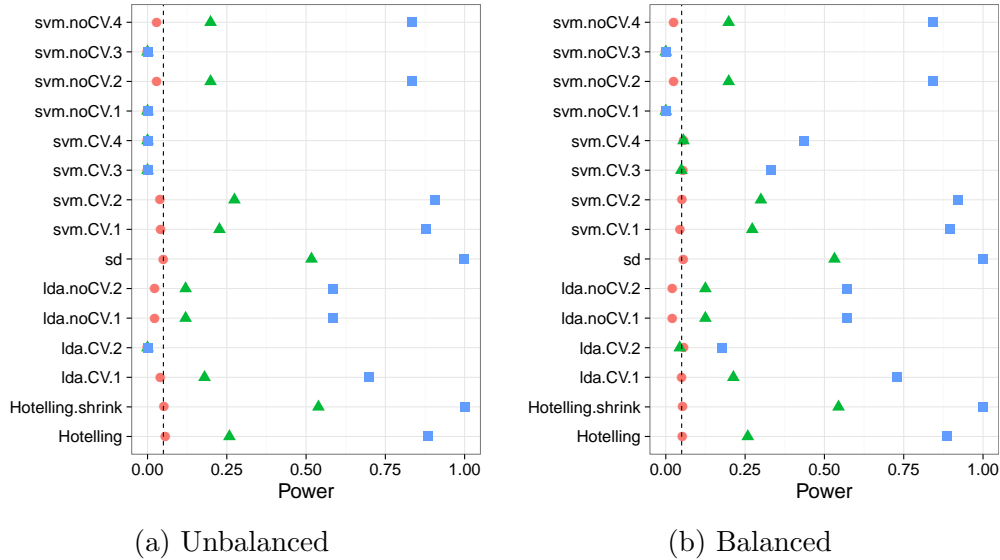 svm.noCV.4
svm.noCV.3
svm.noCV.2
svm.noCV.1
svm.CV.4
svm.CV.3
svm.CV.2
svm.CV.1
sd
lda.noCV.2
lda.noCV.1
lda.CV.2
lda.CV.1
Hotelling.shrink
Hotelling
0.00 0.25 0.50 0.75 1.00
Power
(a) Unbalanced
svm.noCV.4
svm.noCV.3
svm.noCV.2
svm.noCV.1
svm.CV.4
svm.CV.3
svm.CV.2
svm.CV.1
sd
lda.noCV.2
lda.noCV.1
lda.CV.2
lda.CV.1
Hotelling.shrink
Hotelling
0.00 0.25 0.50 0.75 1.00
Power
(b) Balanced